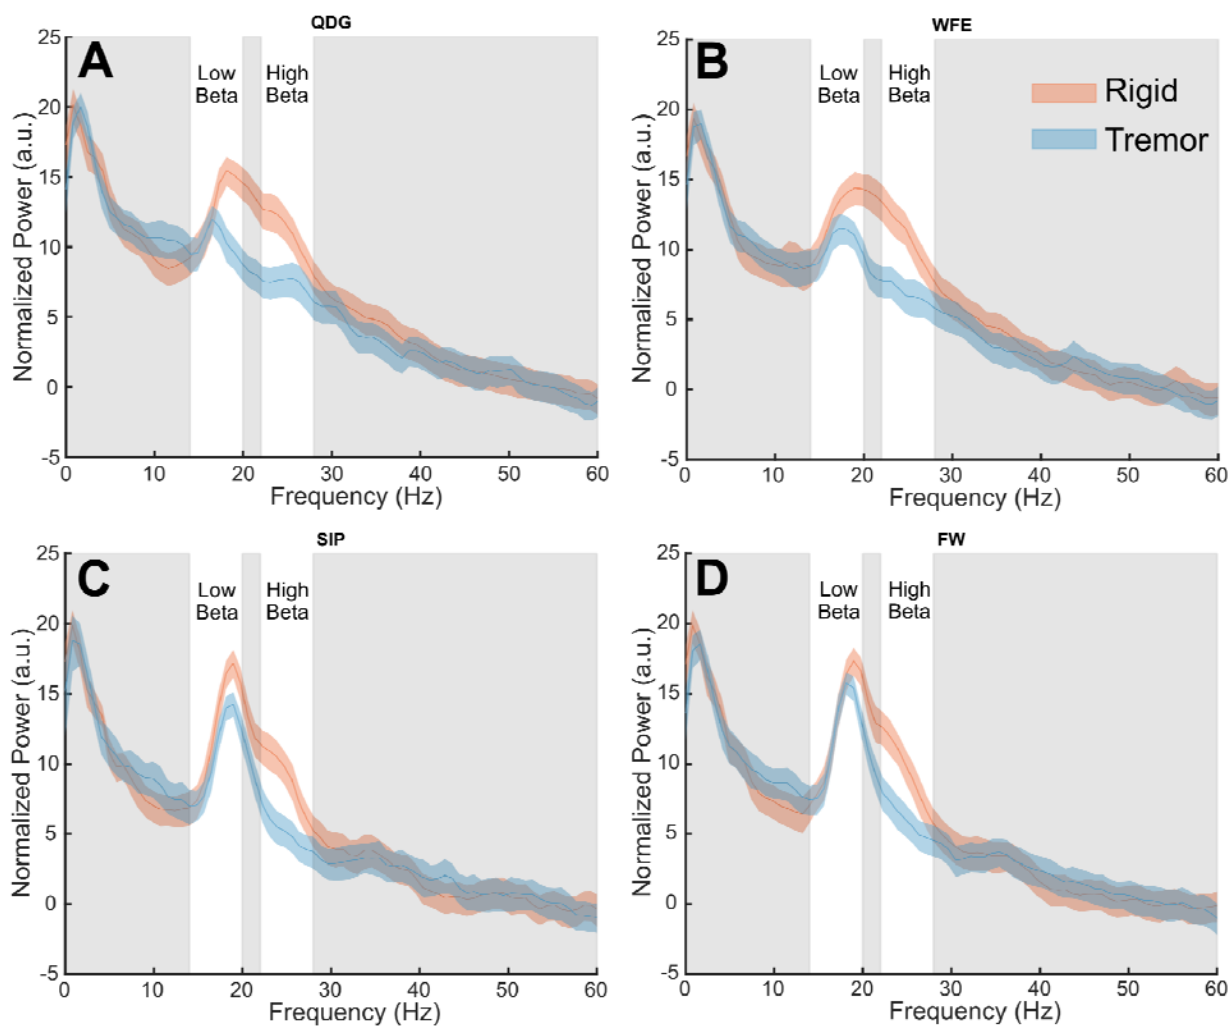 QDG
A
Low Beta
High Beta
25
20
15
10
5
0
-5
0 10 20 30 40 50 60
Normalized Power (a.u.)
Frequency (Hz)
WFE
B
Low Beta
High Beta
Rigid
Tremor
25
20
15
10
5
0
-5
0 10 20 30 40 50 60
Normalized Power (a.u.)
Frequency (Hz)
SIP
C
Low Beta
High Beta
25
20
15
10
5
0
-5
0 10 20 30 40 50 60
Normalized Power (a.u.)
Frequency (Hz)
FW
D
Low Beta
High Beta
25
20
15
10
5
0
-5
0 10 20 30 40 50 60
Normalized Power (a.u.)
Frequency (Hz)